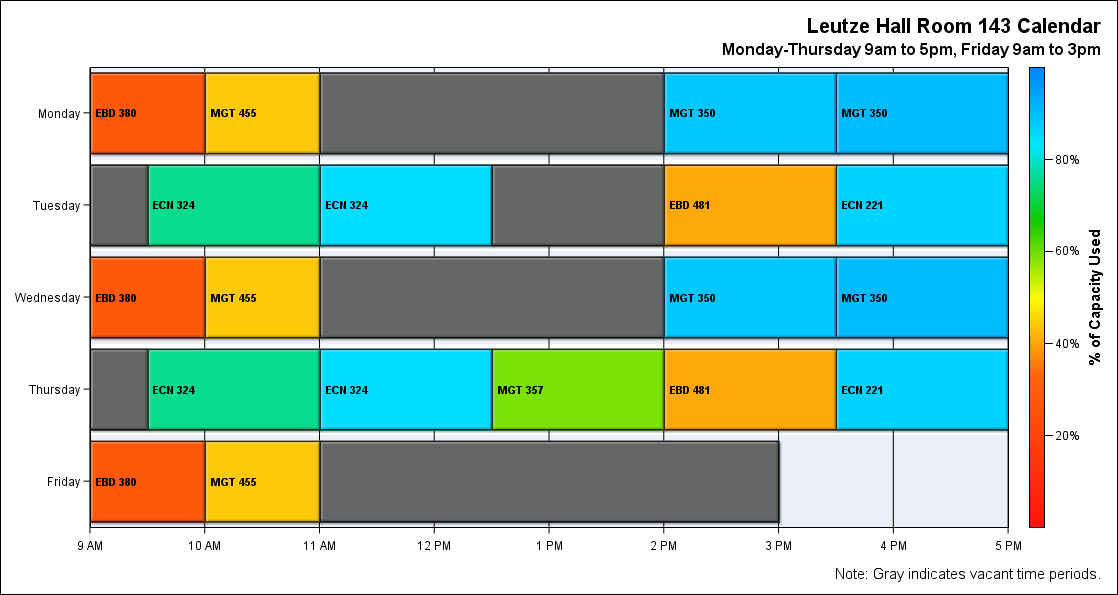 Leutze Hall Room 143 Calendar
Monday-Thursday 9am to 5pm, Friday 9am to 3pm
Monday
EBD 380
MGT 455
MGT 350
MGT 350
Tuesday
ECN 324
ECN 324
EBD 481
ECN 221
Wednesday
EBD 380
MGT 455
MGT 350
MGT 350
Thursday
ECN 324
ECN 324
MGT 357
EBD 481
ECN 221
Friday
EBD 380
MGT 455
9 AM
10 AM
11 AM
12 PM
1 PM
2 PM
3 PM
4 PM
5 PM
80%
60%
40%
20%
% of Capacity Used
Note: Gray indicates vacant time periods.